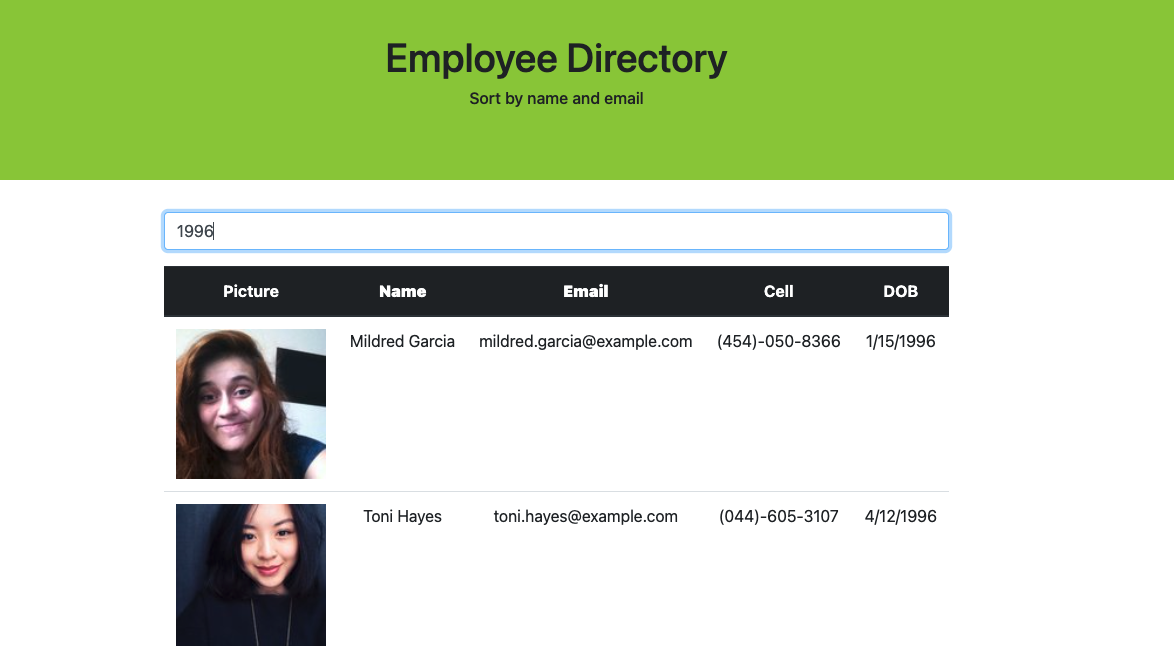 Employee Directory
Sort by name and email
1996
Picture Name Email Cell DOB
Mildred Garcia mildred.garcia@example.com (454)-050-8366 1/15/1996
Toni Hayes toni.hayes@example.com (044)-605-3107 4/12/1996